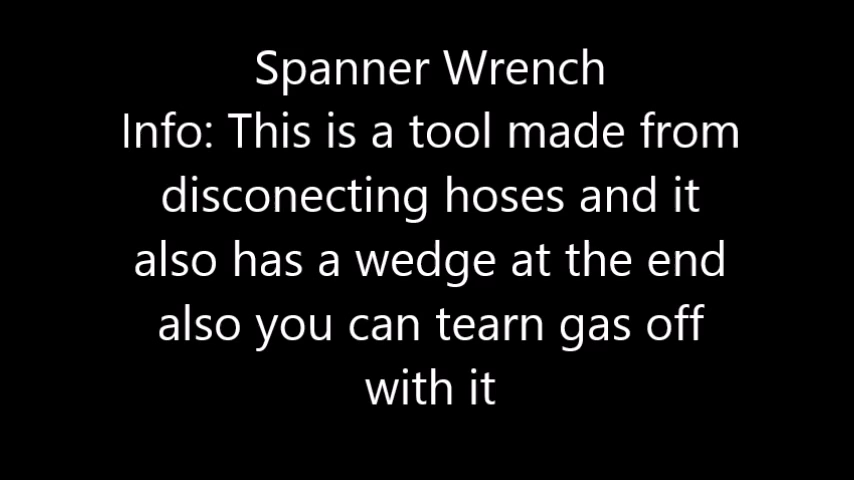 Spanner Wrench
Info: This is a tool made from
disconecting hoses and it
also has a wedge at the end
also you can tearn gas off
with it